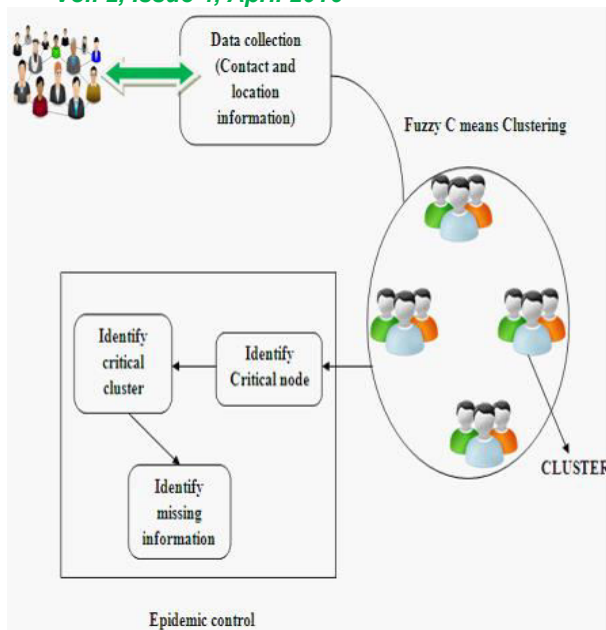 Data collection
(Contact and
location
information)
Fuzzy C means Clustering
Identify
critical
cluster
Identify
Critical node
CLUSTER
Identify
missing
information
Epidemic control